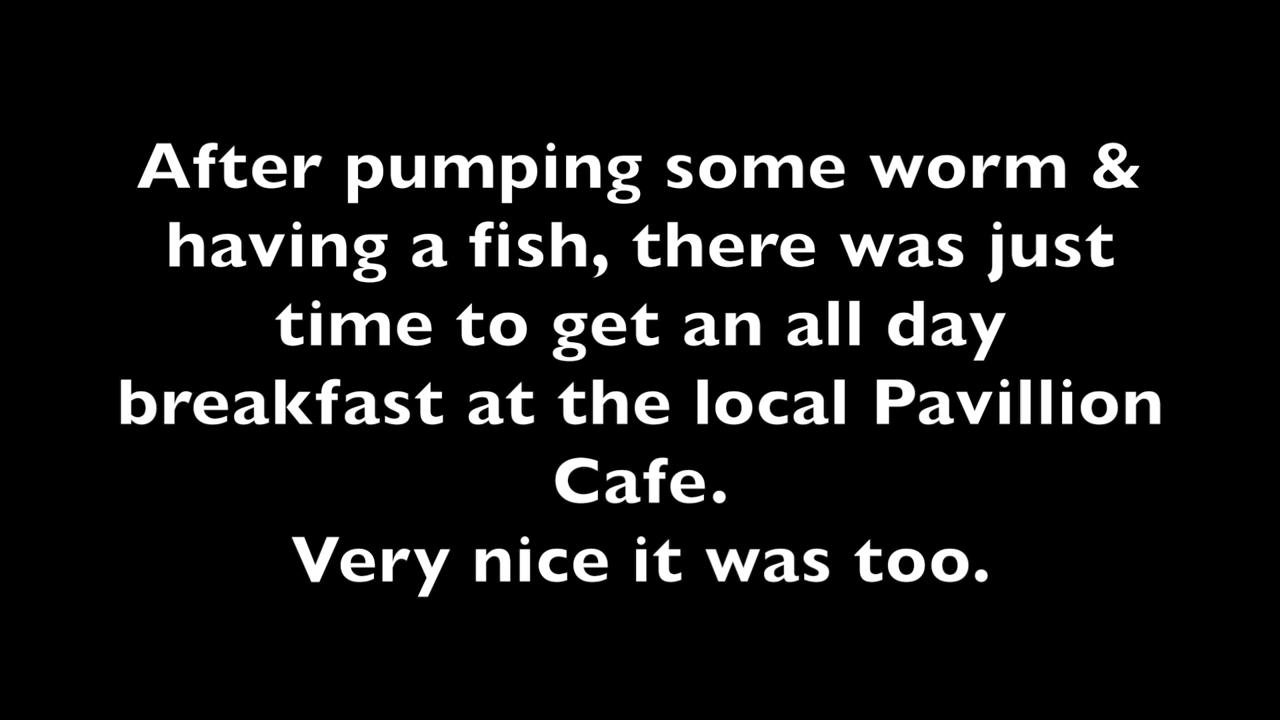 After pumping some worm &
having a fish, there was just
time to get an all day
breakfast at the local Pavillion
Cafe.
Very nice it was too.